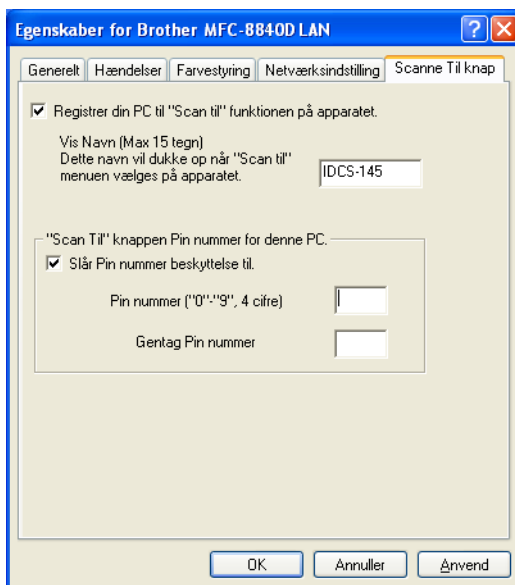 Egenskaber for Brother MFC-8840D LAN
Generelt Hændelser Farvestyring Netværksindstilling Scanne Til knap
Registrer din PC til "Scan til" funktionen på apparatet.
Vis Navn (Max 15 tegn)
Dette navn vil dukke op når "Scan til"
menuen vælges på apparatet.
IDCS-145
"Scan Til" knappen Pin nummer for denne PC.
Slår Pin nummer beskyttelse til.
Pin nummer ("0"-"9", 4 cifre)
Gentag Pin nummer
OK Annuller Anvend